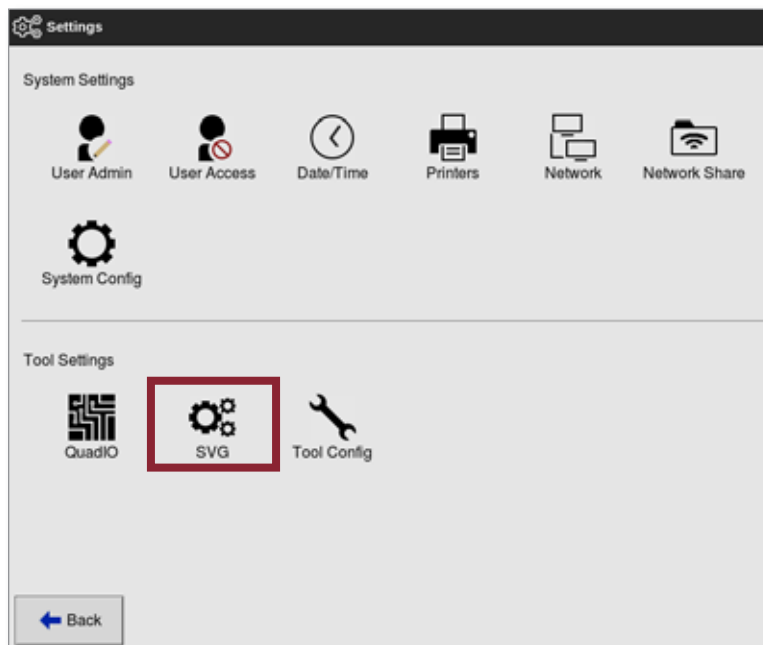 Settings
System Settings
User Admin
User Access
Date/Time
Printers
Network
Network Share
System Config
Tool Settings
QuadIO
SVG
Tool Config
Back